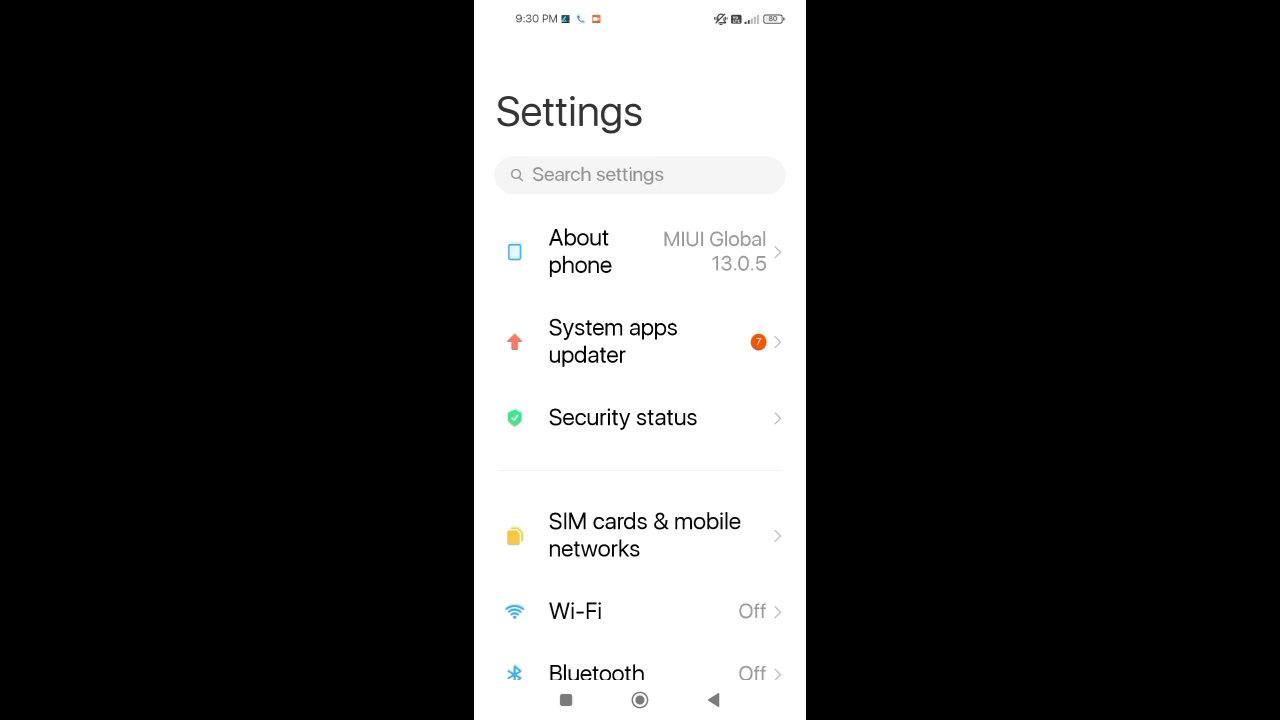 9:30 PM
80
Settings
Search settings
About
phone
MIUI Global
13.0.5
System apps
updater
7
Security status
SIM cards & mobile
networks
Wi-Fi
Off
Bluetooth
Off